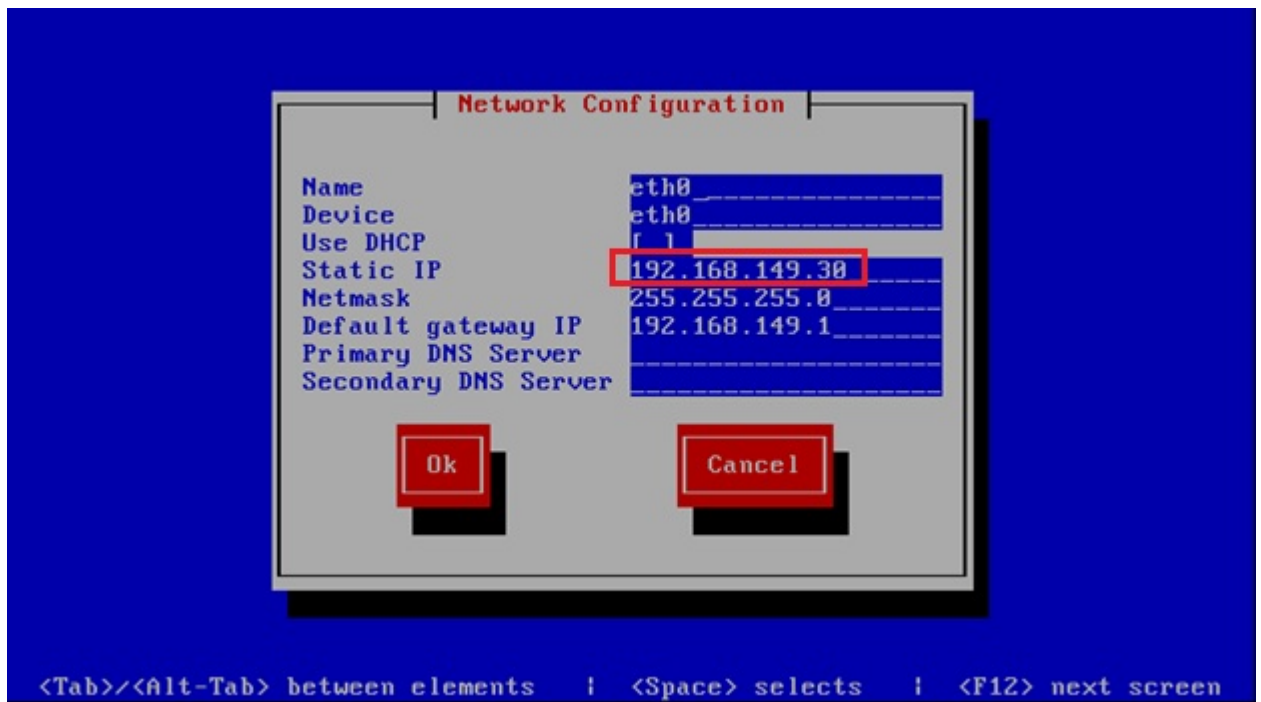 Network Configuration
Name eth0
Device eth0
Use DHCP [ ]
Static IP 192.168.149.30
Netmask 255.255.255.0
Default gateway IP 192.168.149.1
Primary DNS Server
Secondary DNS Server
Ok Cancel
<Tab>/<Alt-Tab> between elements | <Space> selects | <F12> next screen